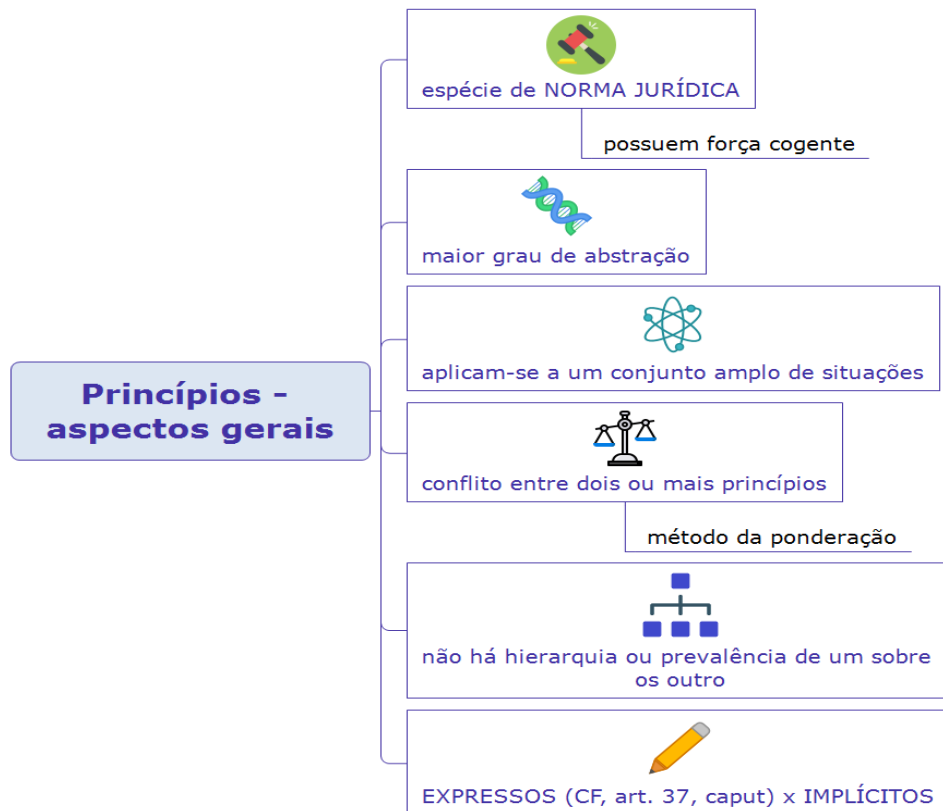 espécie de NORMA JURÍDICA
possuem força cogente
maior grau de abstração
aplicam-se a um conjunto amplo de situações
Princípios -
aspectos gerais
conflito entre dois ou mais princípios
método da ponderação
não há hierarquia ou prevalência de um sobre
os outro
EXPRESSOS (CF, art. 37, caput) x IMPLÍCITOS